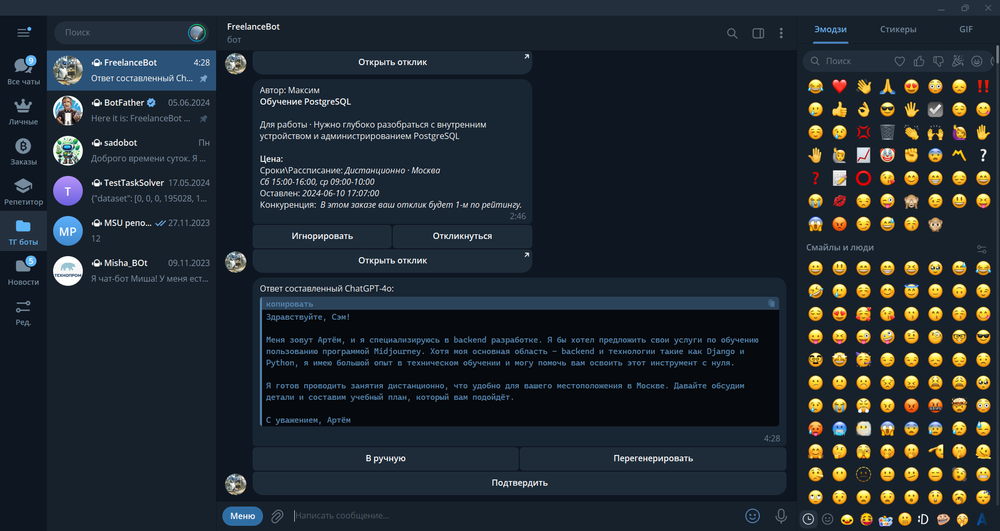 Поиск
9
Все чаты
Личные
Заказы
Репетитор
ТГ боты
5
Новости
Ред.
FreelanceBot 4:28
Ответ составленный Ch...
BotFather 05.06.2024
Here it is: FreelanceBot ...
sadobot Пн
Доброго времени суток. Я ...
T
TestTaskSolver 17.05.2024
{"dataset": [0, 0, 0, 195028, 1...
MP
MSU репо... 27.11.2023
12
ТЕХНОПРОМ
Misha_BOt 09.11.2023
Я чат-бот Миша! У меня ест...
FreelanceBot
бот
Открыть отклик
Автор: Максим
Обучение PostgreSQL
Для работы · Нужно глубоко разобраться с внутренним
устройством и администрированием PostgreSQL
Цена:
Сроки\Рассписание: Дистанционно · Москва
Сб 15:00-16:00, ср 09:00-10:00
Оставлен: 2024-06-10 17:07:00
Конкуренция: В этом заказе ваш отклик будет 1-м по рейтингу.
2:46
Игнорировать Откликнуться
Открыть отклик
Ответ составленный ChatGPT-4o:
копировать
Здравствуйте, Сэм!
Меня зовут Артём, и я специализируюсь в backend разработке. Я бы хотел предложить свои услуги по обучению
пользованию программой Midjourney. Хотя моя основная область – backend и технологии такие как Django и
Python, я имею большой опыт в техническом обучении и могу помочь вам освоить этот инструмент с нуля.
Я готов проводить занятия дистанционно, что удобно для вашего местоположения в Москве. Давайте обсудим
детали и составим учебный план, который вам подойдёт.
С уважением, Артём
4:28
В ручную Перегенерировать
Подтвердить
Меню
Написать сообщение...
Эмодзи Стикеры GIF
Поиск
Смайлы и люди